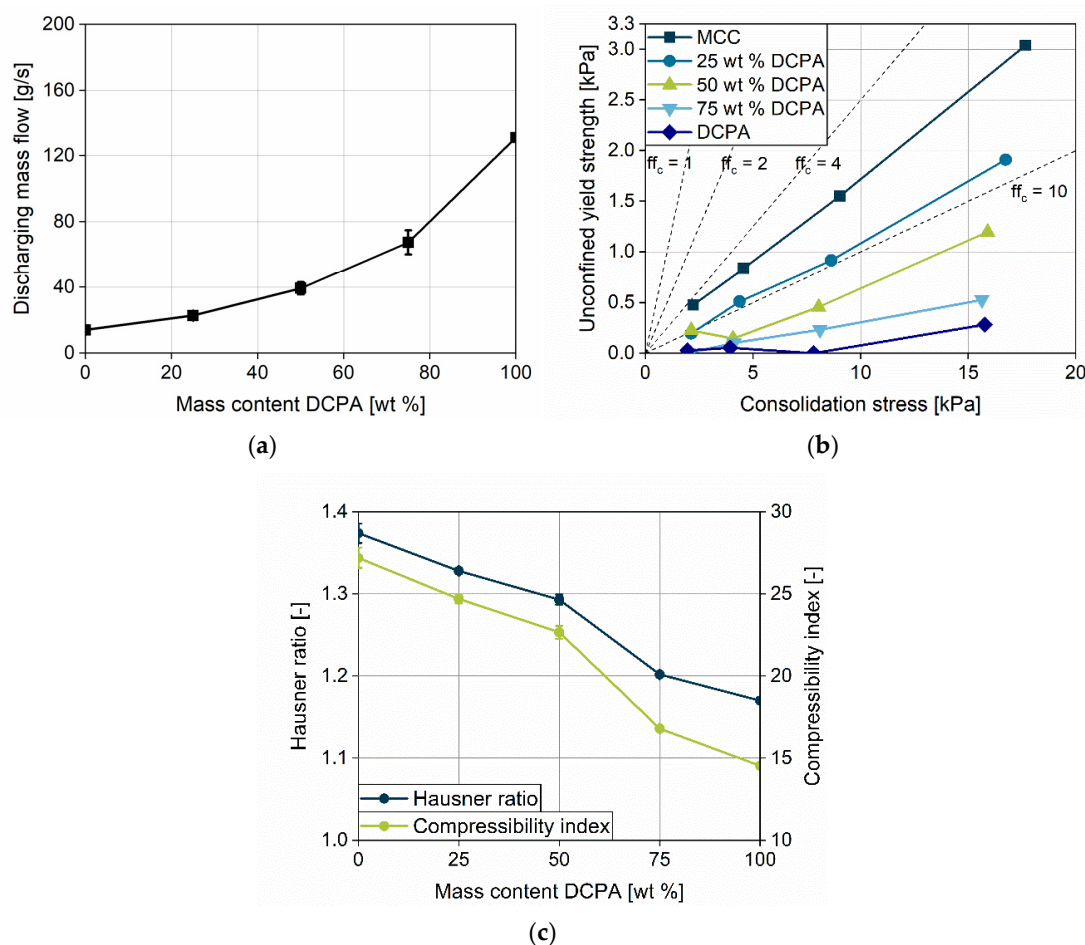 200
160
120
80
40
0
Discharging mass flow [g/s]
0 20 40 60 80 100
Mass content DCPA [wt %]
(a)
3.3
3.0
2.5
2.0
1.5
1.0
0.5
0.0
Unconfined yield strength [kPa]
MCC
25 wt % DCPA
50 wt % DCPA
75 wt % DCPA
DCPA
ff_c = 1
ff_c = 2
ff_c = 4
ff_c = 10
0 5 10 15 20
Consolidation stress [kPa]
(b)
1.4
1.3
1.2
1.1
1.0
Hausner ratio [-]
Hausner ratio
Compressibility index
30
25
20
15
10
Compressibility index [-]
0 25 50 75 100
Mass content DCPA [wt %]
(c)